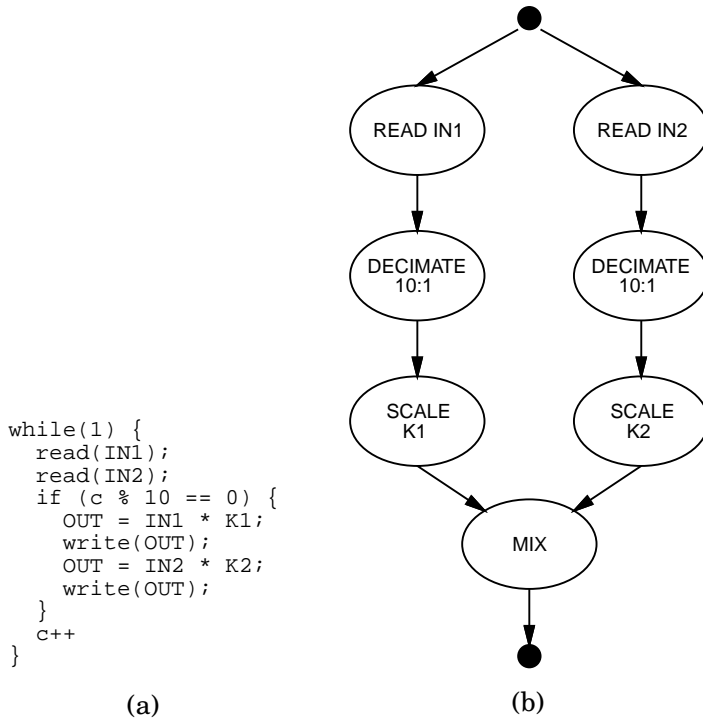 READ IN1
READ IN2
DECIMATE
10:1
DECIMATE
10:1
SCALE
K1
SCALE
K2
MIX
while(1) {
  read(IN1);
  read(IN2);
  if (c % 10 == 0) {
    OUT = IN1 * K1;
    write(OUT);
    OUT = IN2 * K2;
    write(OUT);
  }
  c++
}
(a)
(b)